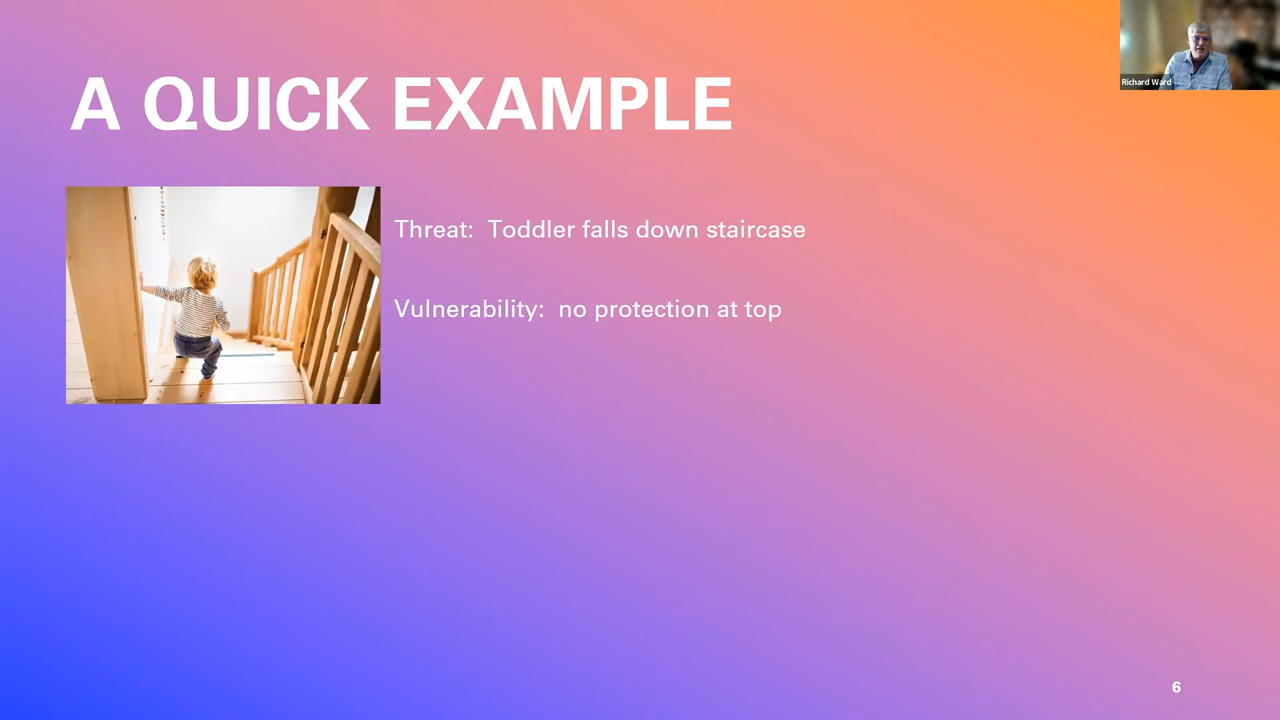 Richard Ward
A QUICK EXAMPLE
Threat: Toddler falls down staircase
Vulnerability: no protection at top
6